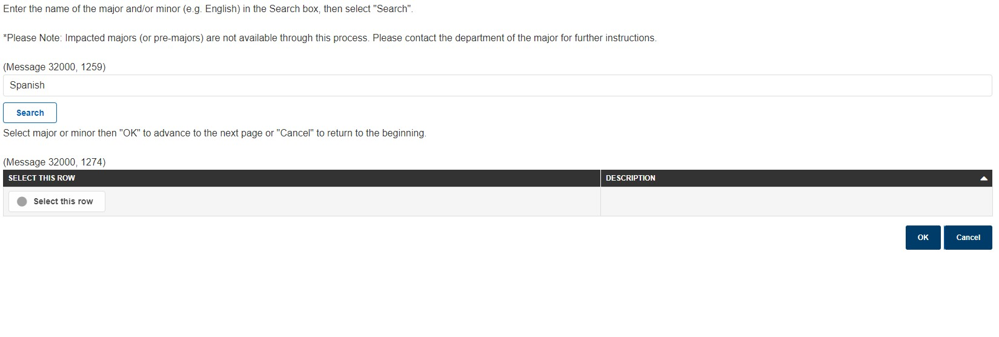 Enter the name of the major and/or minor (e.g. English) in the Search box, then select "Search".
*Please Note: Impacted majors (or pre-majors) are not available through this process. Please contact the department of the major for further instructions.
(Message 32000, 1259)
Spanish
Search
Select major or minor then "OK" to advance to the next page or "Cancel" to return to the beginning.
(Message 32000, 1274)
SELECT THIS ROW DESCRIPTION
Select this row
OK Cancel